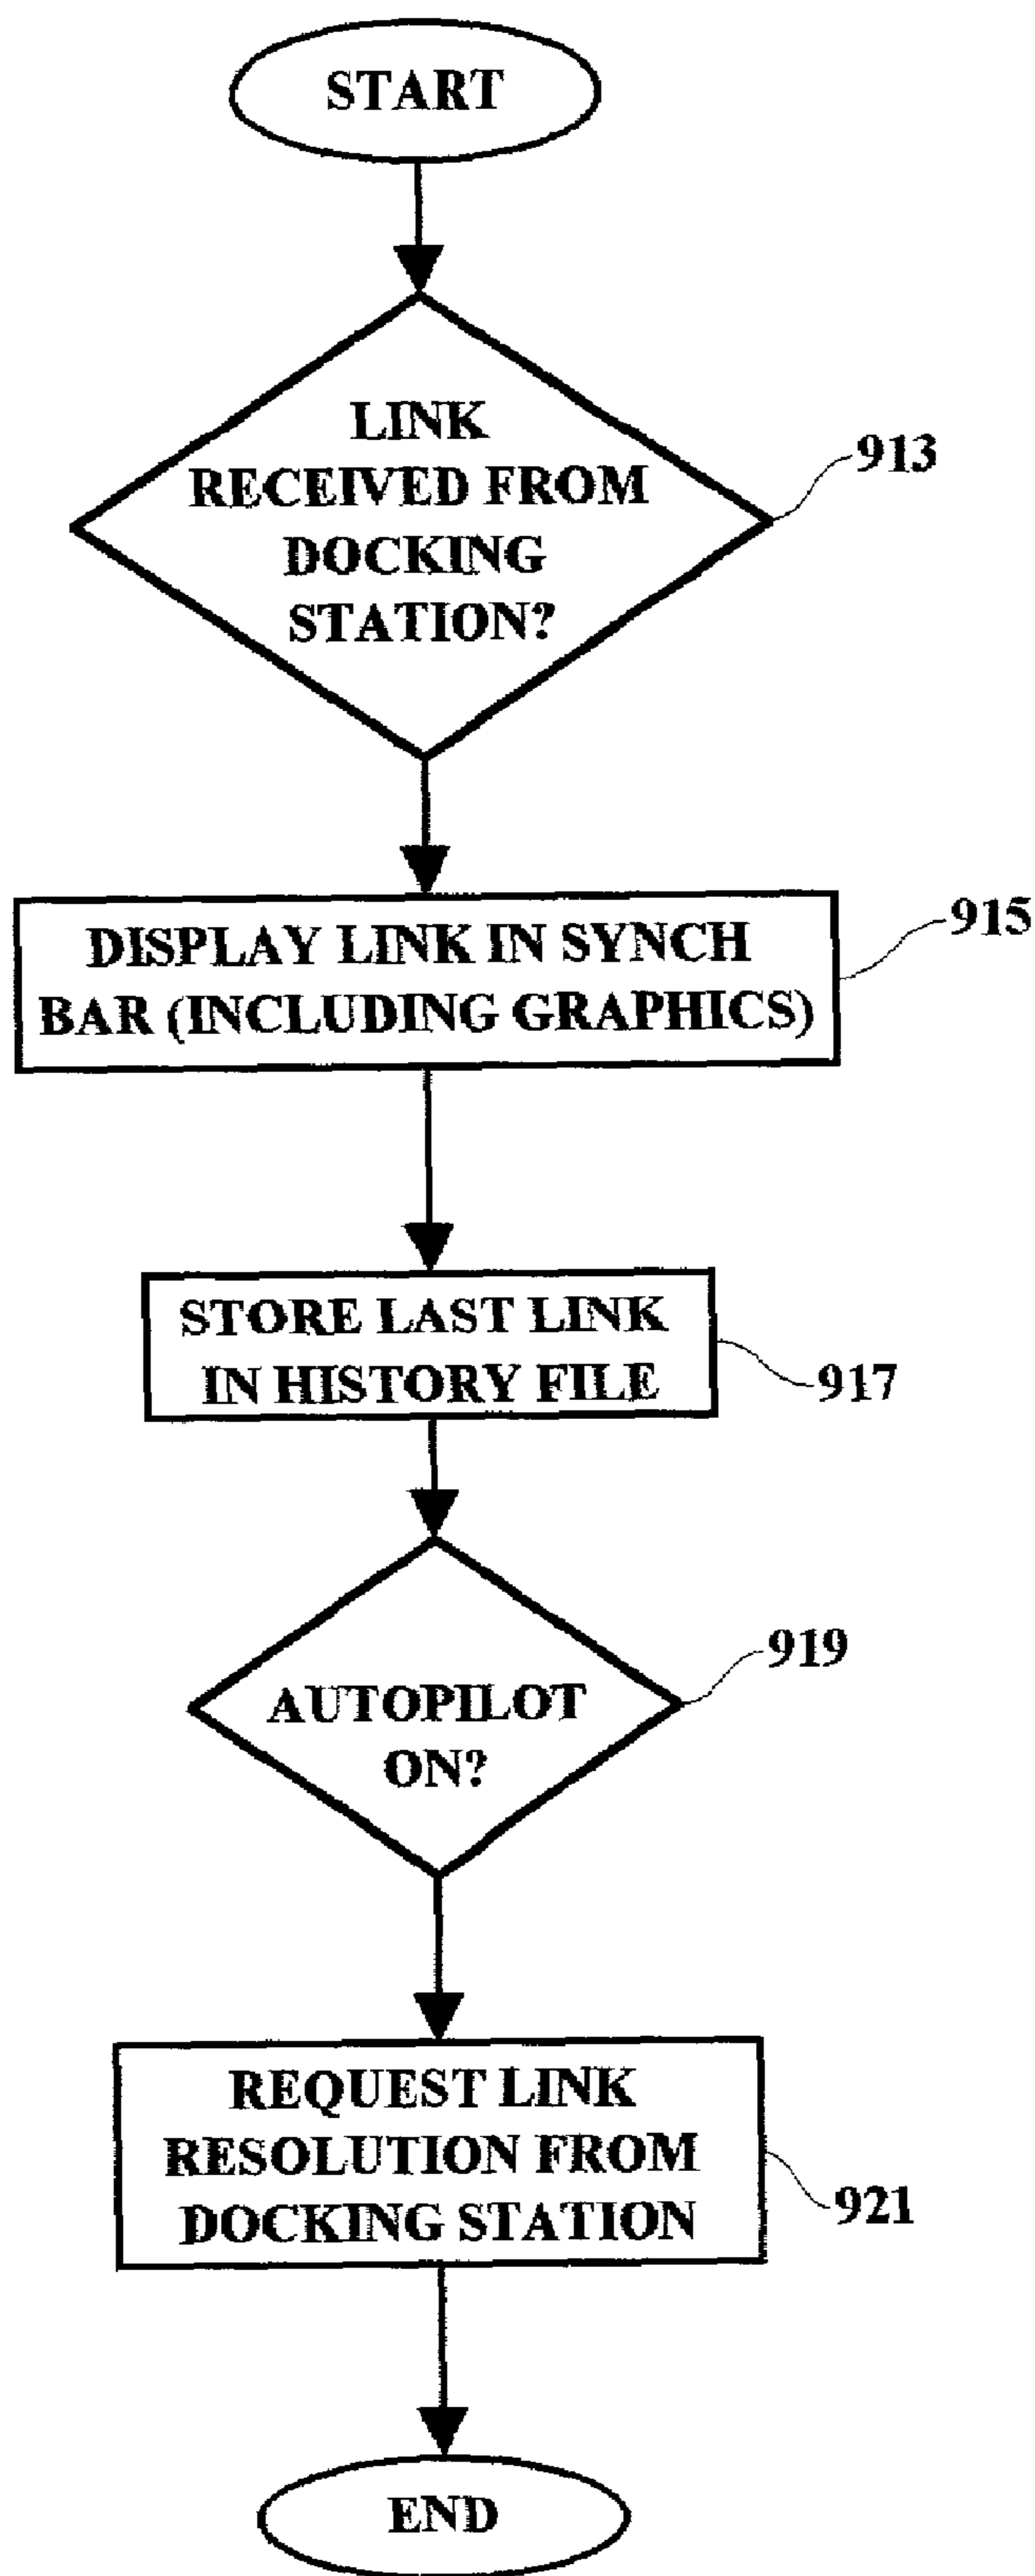 START
LINK
RECEIVED FROM
DOCKING
STATION?
913
DISPLAY LINK IN SYNCH
BAR (INCLUDING GRAPHICS)
915
STORE LAST LINK
IN HISTORY FILE
917
AUTOPILOT
ON?
919
REQUEST LINK
RESOLUTION FROM
DOCKING STATION
921
END